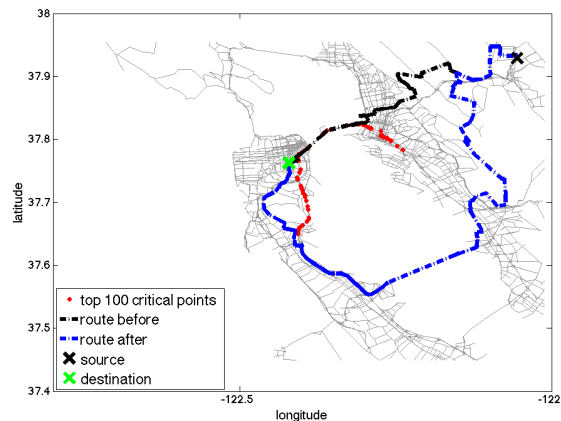 38
37.9
37.8
37.7
37.6
37.5
37.4
latitude
top 100 critical points
route before
route after
source
destination
-122.5
-122
longitude